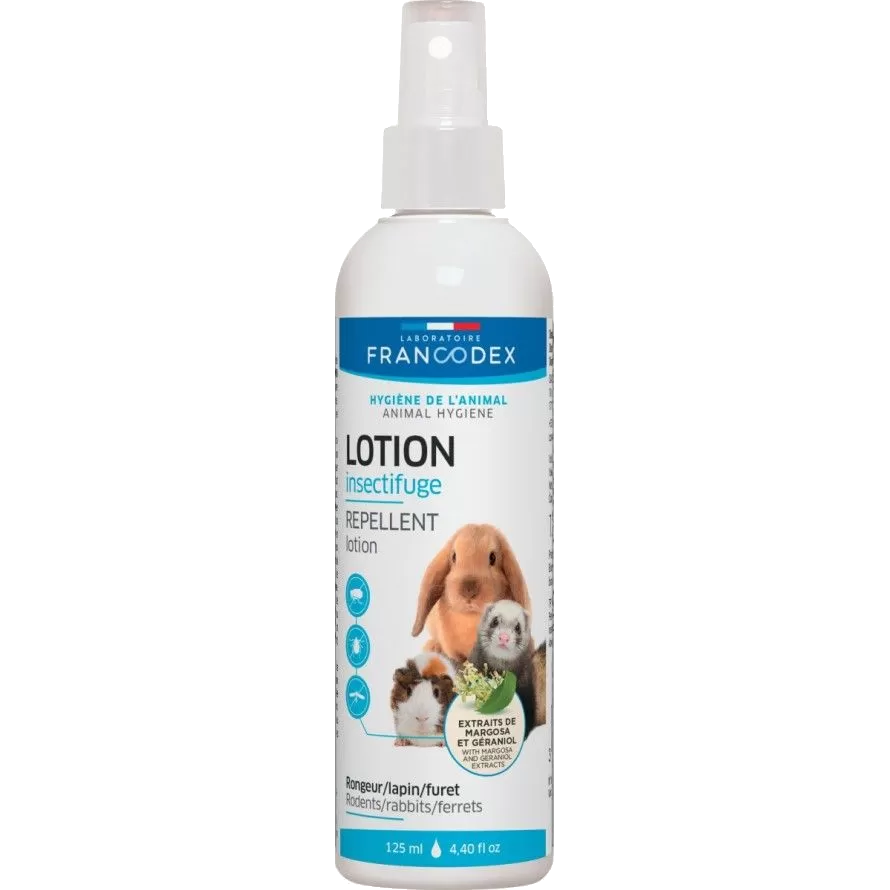 LABORATOIRE
FRANCODEX
HYGIÈNE DE L'ANIMAL
ANIMAL HYGIENE
LOTION
insectifuge
REPELLENT
lotion
EXTRAITS DE
MARGOSA
ET GÉRANIOL
WITH MARGOSA
AND GERANIOL
EXTRACTS
Rongeur/lapin/furet
Rodents/rabbits/ferrets
125 ml 4,40 fl oz